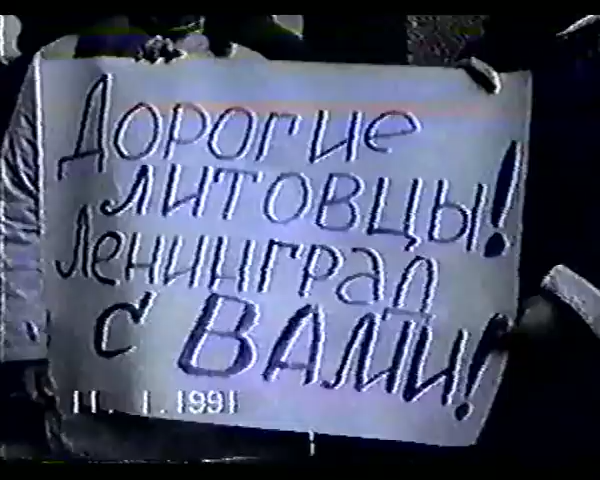 Дорогие
литовцы!
Ленинград
с Вами!
11. 1.1991